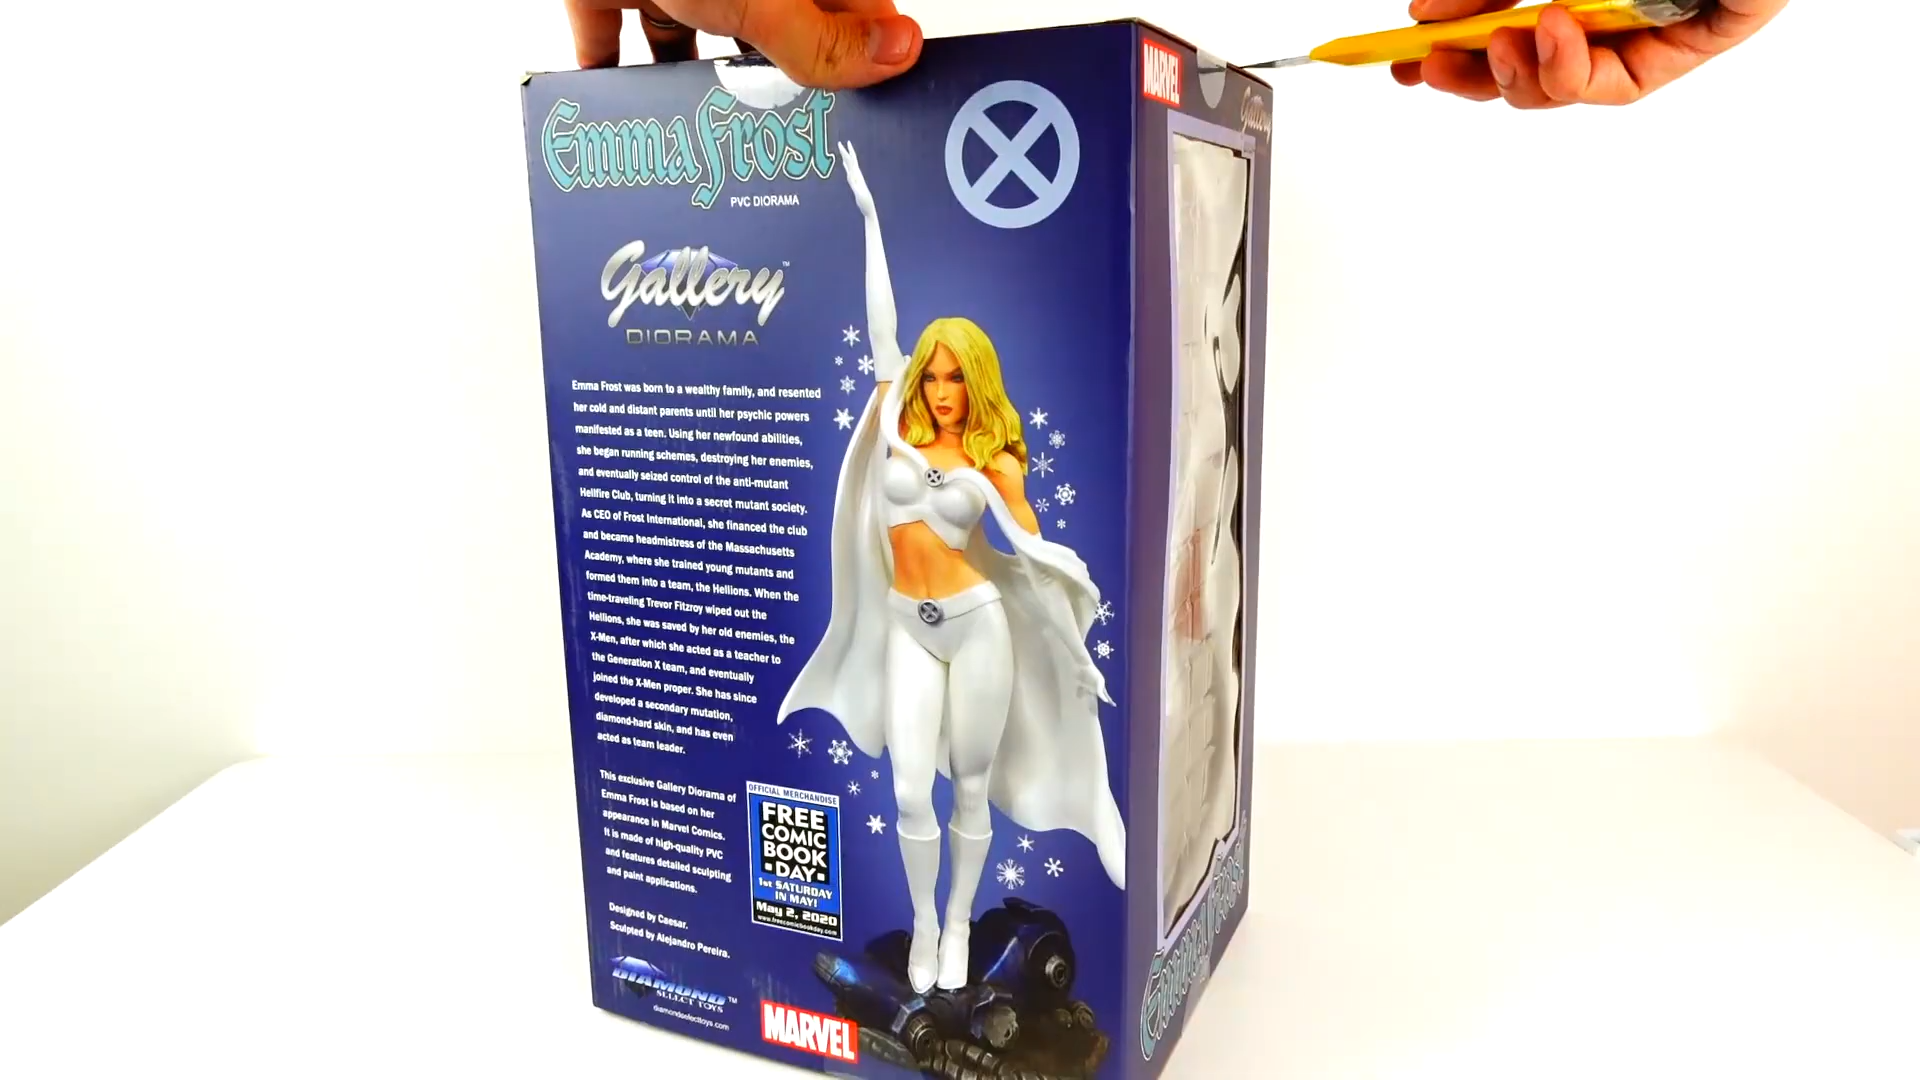 Emma Frost
PVC DIORAMA
Gallery™
DIORAMA
Emma Frost was born to a wealthy family, and resented
her cold and distant parents until her psychic powers
manifested as a teen. Using her newfound abilities,
she began running schemes, destroying her enemies,
and eventually seized control of the anti-mutant
Hellfire Club, turning it into a secret mutant society.
As CEO of Frost International, she financed the club
and became headmistress of the Massachusetts
Academy, where she trained young mutants and
formed them into a team, the Hellions. When the
time-traveling Trevor Fitzroy wiped out the
Hellions, she was saved by her old enemies, the
X-Men, after which she acted as a teacher to
the Generation X team, and eventually
joined the X-Men proper. She has since
developed a secondary mutation,
diamond-hard skin, and has even
acted as team leader.
This exclusive Gallery Diorama of
Emma Frost is based on her
appearance in Marvel Comics.
It is made of high-quality PVC
and features detailed sculpting
and paint applications.
Designed by Caesar.
Sculpted by Alejandro Pereira.
DIAMOND™
SELECT TOYS
diamondselecttoys.com
OFFICIAL MERCHANDISE
FREE
COMIC
BOOK
DAY
1st SATURDAY
IN MAY!
May 2, 2020
www.freecomicbookday.com
MARVEL
MARVEL
Gallery
Emma Frost